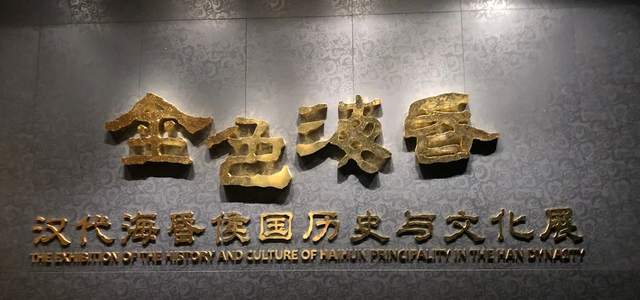 金色海昏
汉代海昏侯国历史与文化展
THE EXHIBITION OF THE HISTORY AND CULTURE OF HAIHUN PRINCIPALITY IN THE HAN DYNASTY